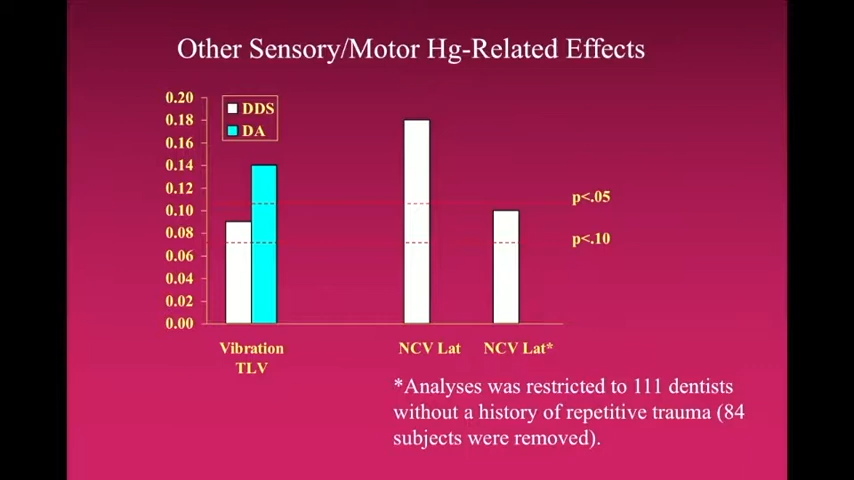 Other Sensory/Motor Hg-Related Effects
0.20
0.18
0.16
0.14
0.12
0.10
0.08
0.06
0.04
0.02
0.00
DDS
DA
p<.05
p<.10
Vibration
TLV
NCV Lat
NCV Lat*
*Analyses was restricted to 111 dentists
without a history of repetitive trauma (84
subjects were removed).